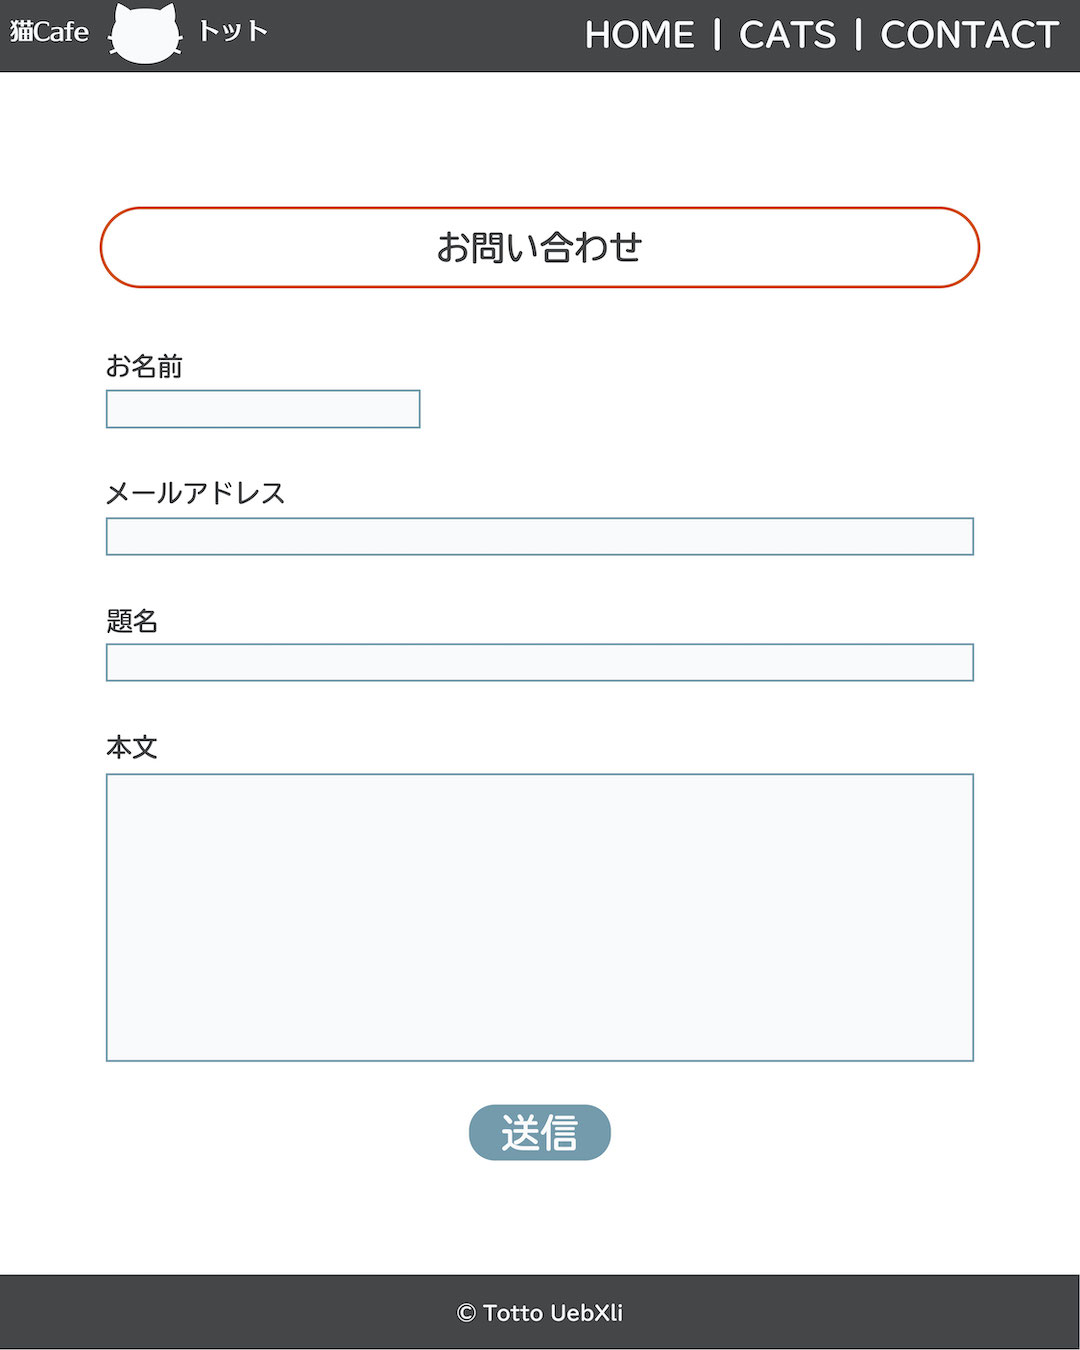 猫Cafe トット
HOME | CATS | CONTACT
お問い合わせ
お名前
メールアドレス
題名
本文
送信
© Totto UebXli